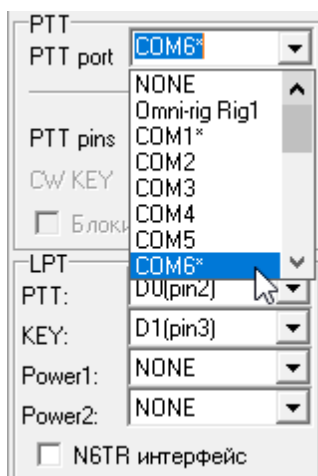 PTT
PTT port COM6*
NONE
Omni-rig Rig1
PTT pins COM1*
COM2
CW KEY COM3
COM4
COM5
COM6*
LPT
PTT: D0(pin2)
KEY: D1(pin3)
Power1: NONE
Power2: NONE
N6TR интерфейс